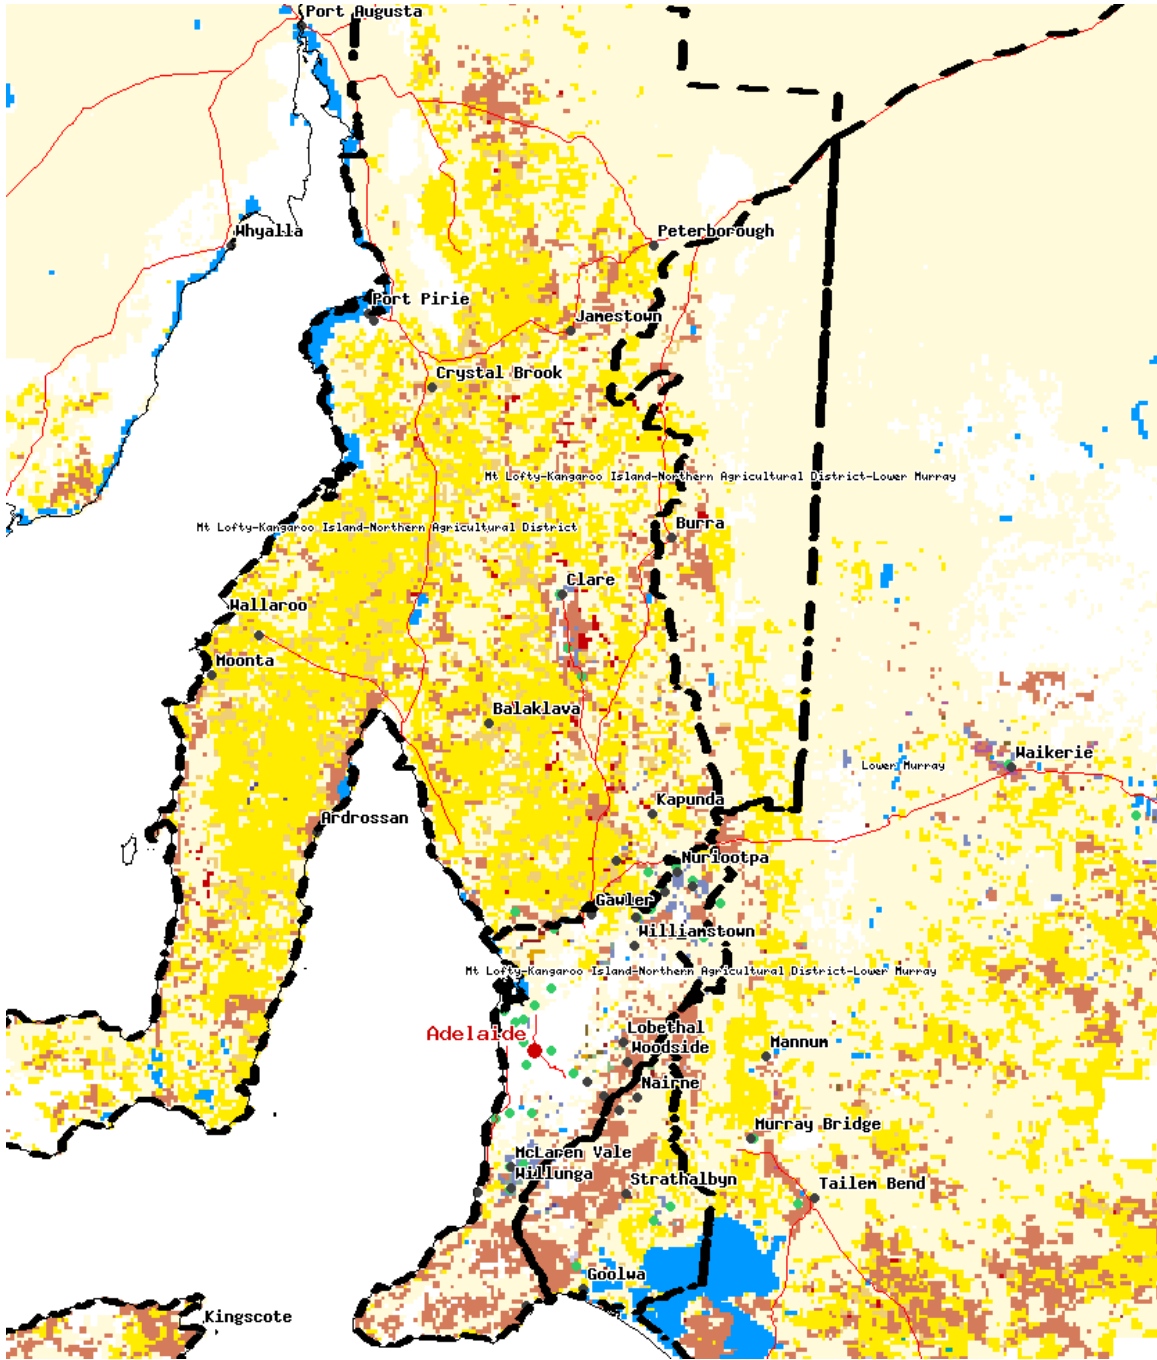 Port Augusta
Whyalla
Peterborough
Port Pirie
Jamestown
Crystal Brook
Mt Lofty-Kangaroo Island-Northern Agricultural District-Lower Murray
Mt Lofty-Kangaroo Island-Northern Agricultural District
Burra
Clare
Wallaroo
Moonta
Balaklava
Waikerie
Lower Murray
Kapunda
Ardrossan
Nuriootpa
Gawler
Williamstown
Mt Lofty-Kangaroo Island-Northern Agricultural District-Lower Murray
Adelaide
Lobethal
Woodside
Mannum
Nairne
Murray Bridge
McLaren Vale
Willunga
Strathalbyn
Tailem Bend
Goolwa
Kingscote